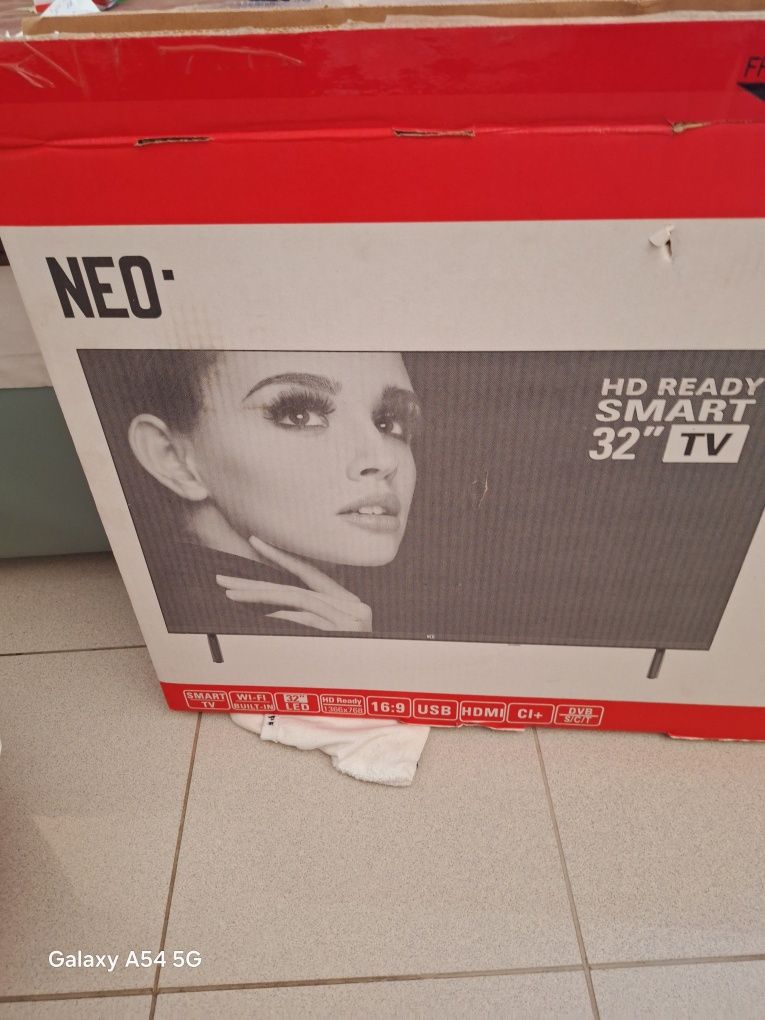 NEO
HD READY
SMART
32" TV
SMART TV
WI-FI BUILT-IN
32" LED
HD Ready 1366x768
16:9
USB
HDMI
CI+
DVB S/C/T
Galaxy A54 5G